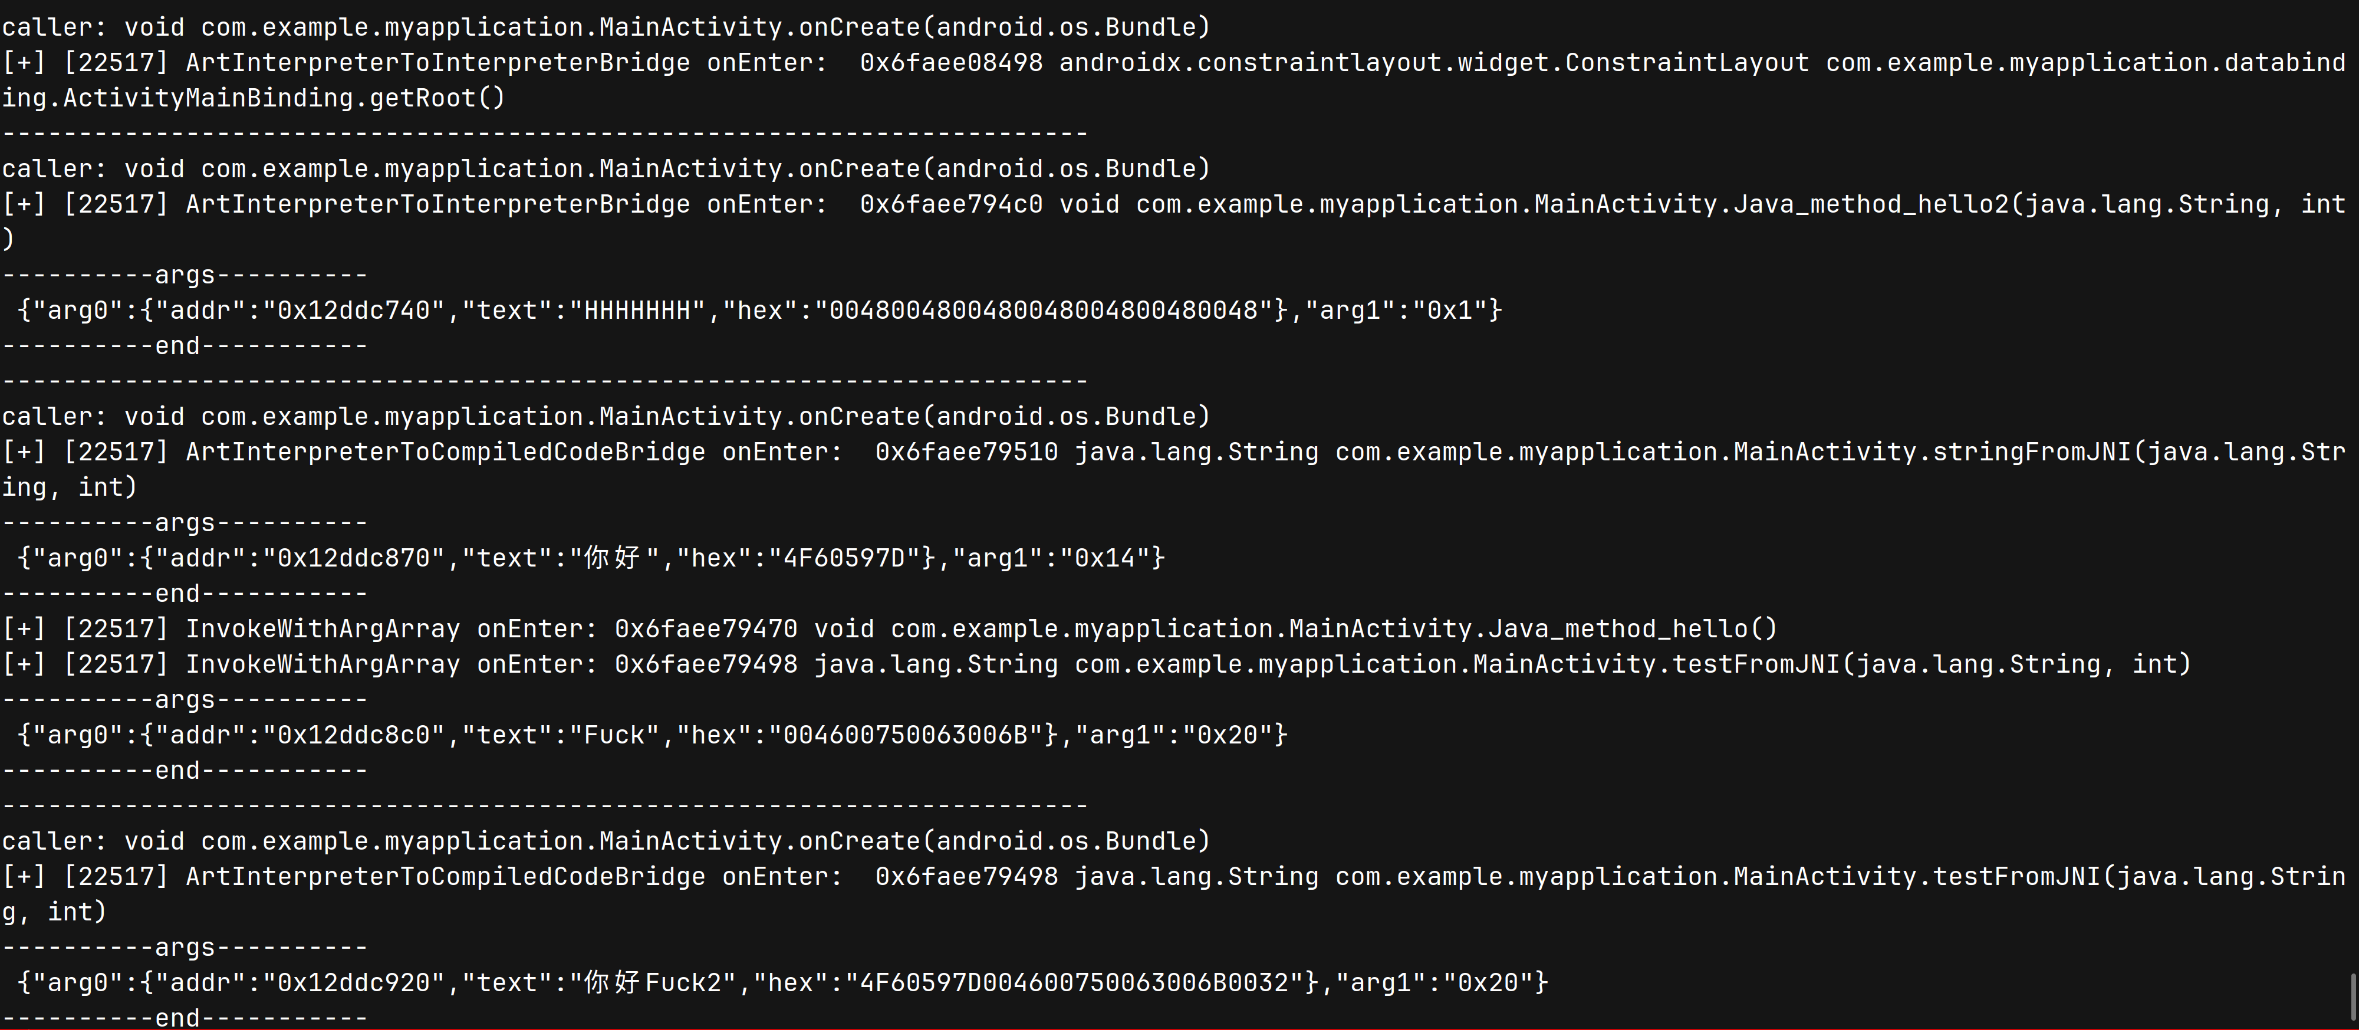 caller: void com.example.myapplication.MainActivity.onCreate(android.os.Bundle)
[+] [22517] ArtInterpreterToInterpreterBridge onEnter:  0x6faee08498 androidx.constraintlayout.widget.ConstraintLayout com.example.myapplication.databind
ing.ActivityMainBinding.getRoot()
-----------------------------------------------------------------------
caller: void com.example.myapplication.MainActivity.onCreate(android.os.Bundle)
[+] [22517] ArtInterpreterToInterpreterBridge onEnter:  0x6faee794c0 void com.example.myapplication.MainActivity.Java_method_hello2(java.lang.String, int
)
----------args----------
 {"arg0":{"addr":"0x12ddc740","text":"HHHHHHH","hex":"0048004800480048004800480048"},"arg1":"0x1"}
----------end-----------
-----------------------------------------------------------------------
caller: void com.example.myapplication.MainActivity.onCreate(android.os.Bundle)
[+] [22517] ArtInterpreterToCompiledCodeBridge onEnter:  0x6faee79510 java.lang.String com.example.myapplication.MainActivity.stringFromJNI(java.lang.Str
ing, int)
----------args----------
 {"arg0":{"addr":"0x12ddc870","text":"你好","hex":"4F60597D"},"arg1":"0x14"}
----------end-----------
[+] [22517] InvokeWithArgArray onEnter: 0x6faee79470 void com.example.myapplication.MainActivity.Java_method_hello()
[+] [22517] InvokeWithArgArray onEnter: 0x6faee79498 java.lang.String com.example.myapplication.MainActivity.testFromJNI(java.lang.String, int)
----------args----------
 {"arg0":{"addr":"0x12ddc8c0","text":"Fuck","hex":"004600750063006B"},"arg1":"0x20"}
----------end-----------
-----------------------------------------------------------------------
caller: void com.example.myapplication.MainActivity.onCreate(android.os.Bundle)
[+] [22517] ArtInterpreterToCompiledCodeBridge onEnter:  0x6faee79498 java.lang.String com.example.myapplication.MainActivity.testFromJNI(java.lang.Strin
g, int)
----------args----------
 {"arg0":{"addr":"0x12ddc920","text":"你好Fuck2","hex":"4F60597D004600750063006B0032"},"arg1":"0x20"}
----------end-----------